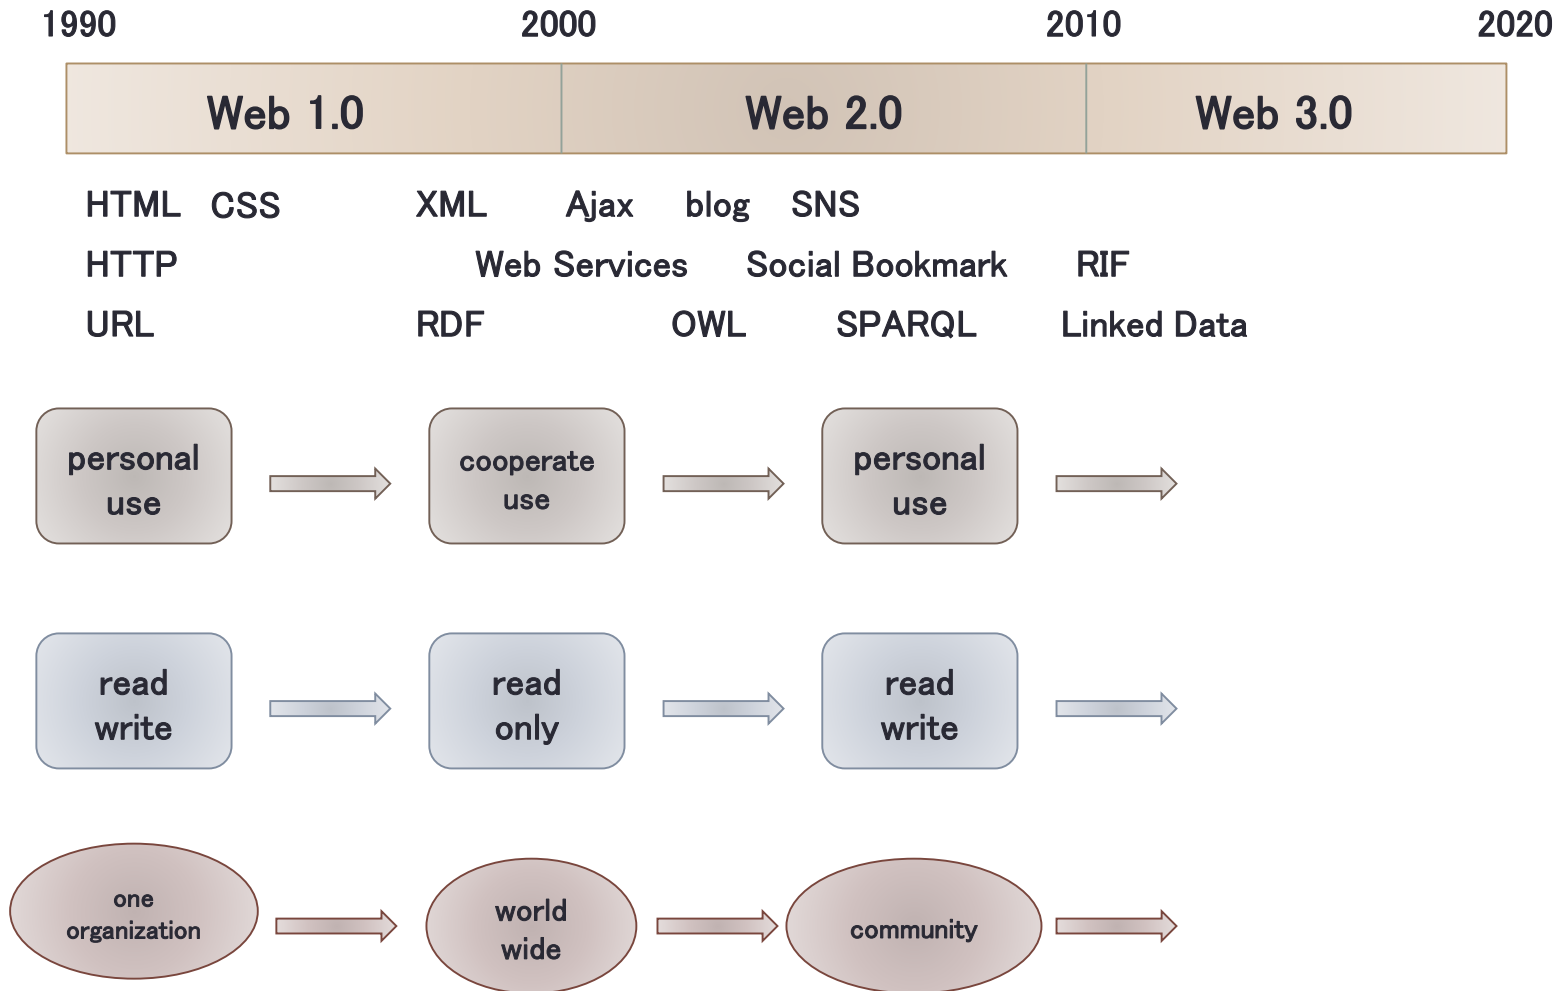 1990 2000 2010 2020
Web 1.0 Web 2.0 Web 3.0
HTML CSS XML Ajax blog SNS
HTTP Web Services Social Bookmark RIF
URL RDF OWL SPARQL Linked Data
personal
use
cooperate
use
personal
use
read
write
read
only
read
write
one
organization
world
wide
community